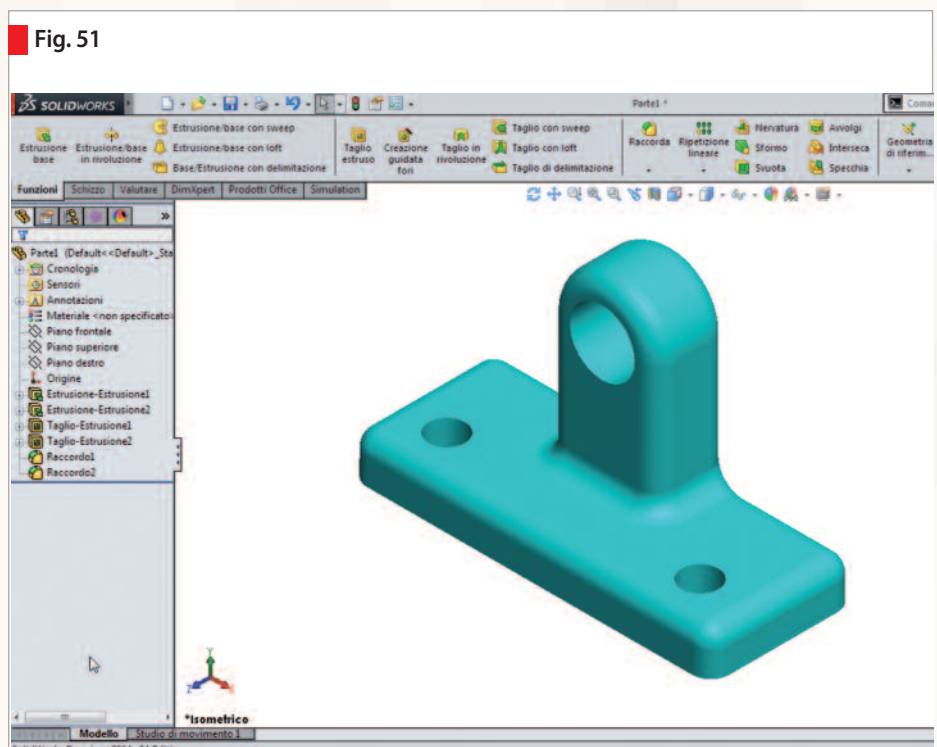 Fig. 51
SOLIDWORKS
Parte1 *
Estrusione base
Estrusione/base in rivoluzione
Estrusione/base con sweep
Estrusione/base con loft
Base/Estrusione con delimitazione
Taglio estruso
Creazione guidata fori
Taglio in rivoluzione
Taglio con sweep
Taglio con loft
Taglio di delimitazione
Raccorda
Ripetizione lineare
Nervatura
Sformo
Svuota
Avvolgi
Interseca
Specchia
Geometria di riferim...
Funzioni
Schizzo
Valutare
DimXpert
Prodotti Office
Simulation
Parte1 (Default<<Default>_Sta
Cronologia
Sensori
Annotazioni
Materiale <non specificato>
Piano frontale
Piano superiore
Piano destro
Origine
Estrusione-Estrusione1
Estrusione-Estrusione2
Taglio-Estrusione1
Taglio-Estrusione2
Raccordo1
Raccordo2
Y
Z
X
*Isometrico
Modello
Studio di movimento 1